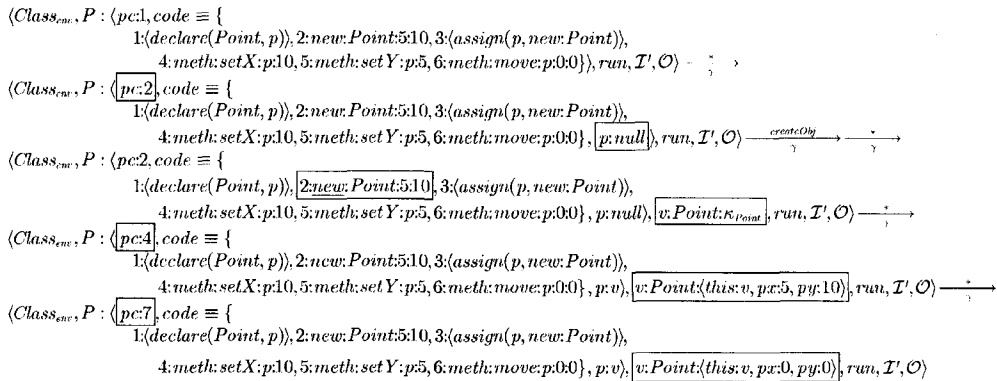 ⟨Class_env, P : ⟨pc:1, code ≡ {
1:⟨declare(Point, p)⟩, 2:new:Point:5:10, 3:⟨assign(p, new:Point)⟩,
4:meth:setX:p:10, 5:meth:setY:p:5, 6:meth:move:p:0:0}⟩, run, I′, O⟩ –*/γ→
⟨Class_env, P : ⟨pc:2, code ≡ {
1:⟨declare(Point, p)⟩, 2:new:Point:5:10, 3:⟨assign(p, new:Point)⟩,
4:meth:setX:p:10, 5:meth:setY:p:5, 6:meth:move:p:0:0}, p:null⟩, run, I′, O⟩ –createObj/γ→ –*/γ→
⟨Class_env, P : ⟨pc:2, code ≡ {
1:⟨declare(Point, p)⟩, 2:new:Point:5:10, 3:⟨assign(p, new:Point)⟩,
4:meth:setX:p:10, 5:meth:setY:p:5, 6:meth:move:p:0:0}, p:null⟩, v:Point:κ_Point, run, I′, O⟩ –*/γ→
⟨Class_env, P : ⟨pc:4, code ≡ {
1:⟨declare(Point, p)⟩, 2:new:Point:5:10, 3:⟨assign(p, new:Point)⟩,
4:meth:setX:p:10, 5:meth:setY:p:5, 6:meth:move:p:0:0}, p:v⟩, v:Point:⟨this:v, px:5, py:10⟩, run, I′, O⟩ –*/γ→
⟨Class_env, P : ⟨pc:7, code ≡ {
1:⟨declare(Point, p)⟩, 2:new:Point:5:10, 3:⟨assign(p, new:Point)⟩,
4:meth:setX:p:10, 5:meth:setY:p:5, 6:meth:move:p:0:0}, p:v⟩, v:Point:⟨this:v, px:0, py:0⟩, run, I′, O⟩